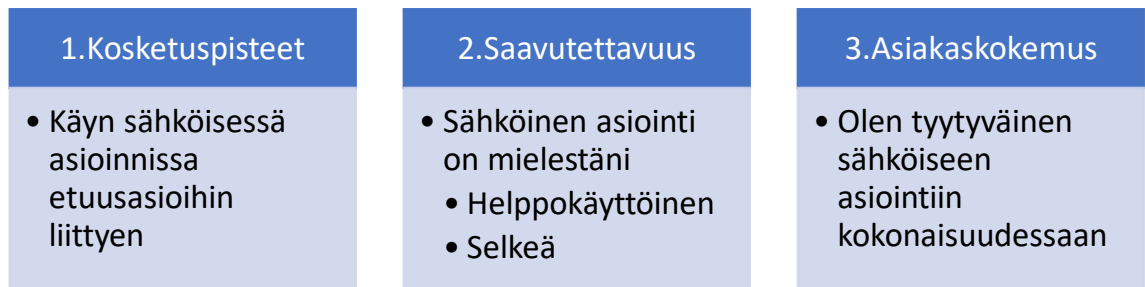 1.Kosketuspisteet
• Käyn sähköisessä
asioinnissa
etuusasioihin
liittyen
2.Saavutettavuus
• Sähköinen asiointi
on mielestäni
• Helppokäyttöinen
• Selkeä
3.Asiakaskokemus
• Olen tyytyväinen
sähköiseen
asiointiin
kokonaisuudessaan